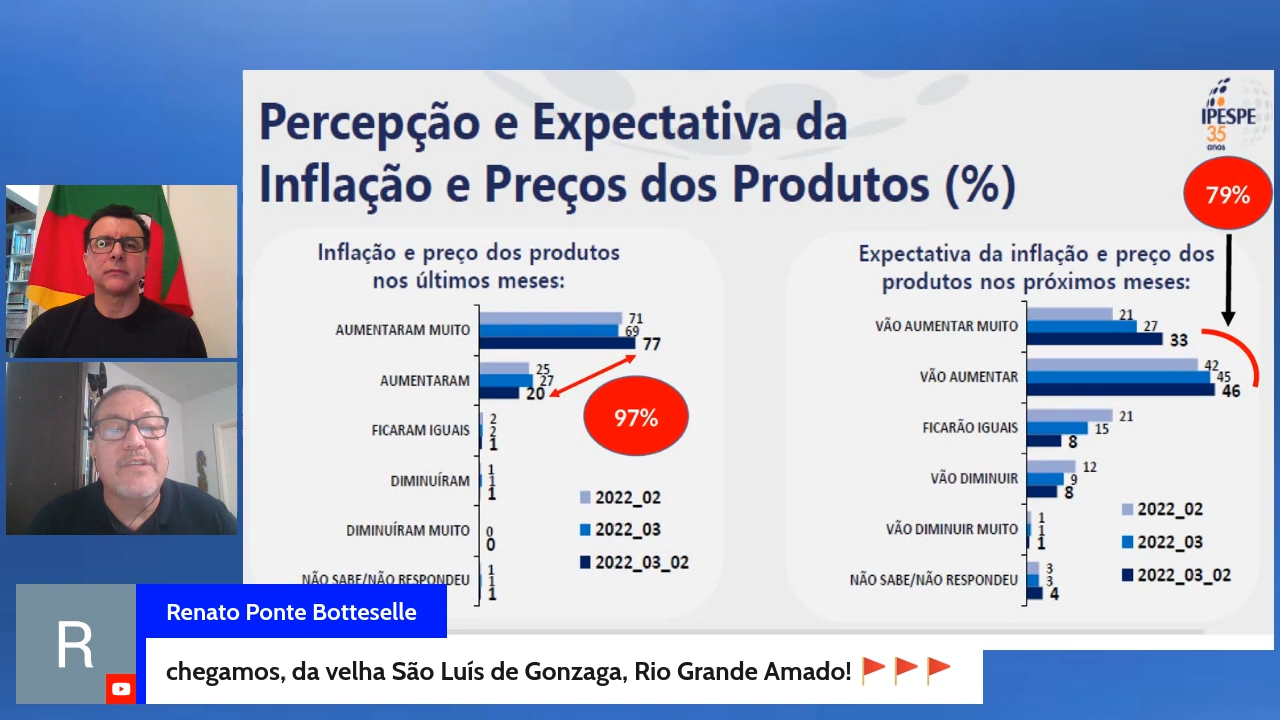 Percepção e Expectativa da
Inflação e Preços dos Produtos (%)
IPESPE
35
anos
79%
Inflação e preço dos produtos
nos últimos meses:
AUMENTARAM MUITO
71
69
77
AUMENTARAM
25
27
20
97%
FICARAM IGUAIS
2
2
1
DIMINUÍRAM
1
1
1
DIMINUÍRAM MUITO
0
0
NÃO SABE/NÃO RESPONDEU
1
1
1
2022_02
2022_03
2022_03_02
Expectativa da inflação e preço dos
produtos nos próximos meses:
VÃO AUMENTAR MUITO
21
27
33
VÃO AUMENTAR
42
45
46
FICARÃO IGUAIS
21
15
8
VÃO DIMINUIR
12
9
8
VÃO DIMINUIR MUITO
1
1
1
NÃO SABE/NÃO RESPONDEU
3
3
4
2022_02
2022_03
2022_03_02
R
Renato Ponte Botteselle
chegamos, da velha São Luís de Gonzaga, Rio Grande Amado! 🚩🚩🚩